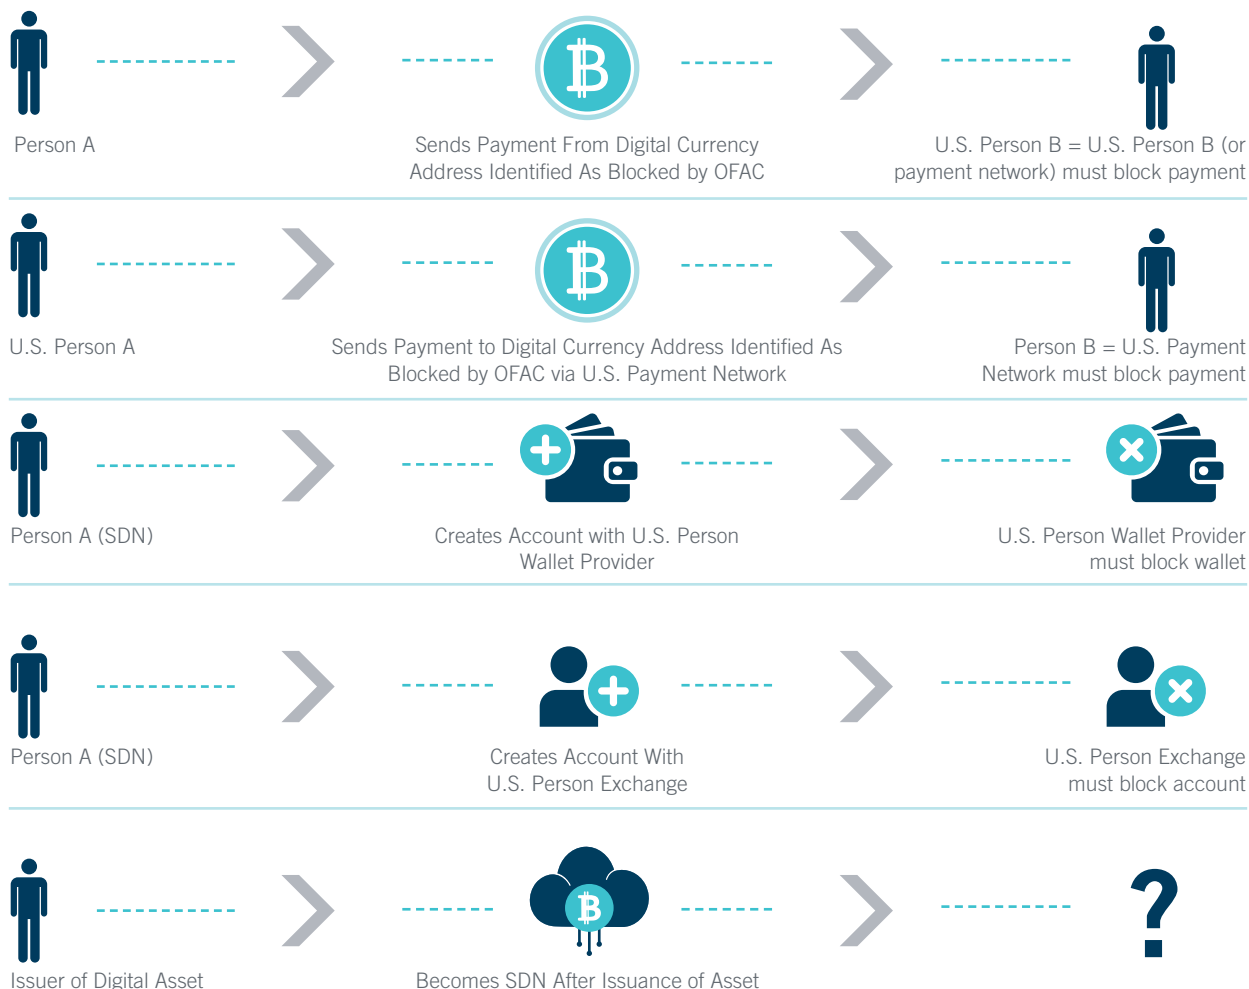 Person A
Sends Payment From Digital Currency
Address Identified As Blocked by OFAC
U.S. Person B = U.S. Person B (or
payment network) must block payment
U.S. Person A
Sends Payment to Digital Currency Address Identified As
Blocked by OFAC via U.S. Payment Network
Person B = U.S. Payment
Network must block payment
Person A (SDN)
Creates Account with U.S. Person
Wallet Provider
U.S. Person Wallet Provider
must block wallet
Person A (SDN)
Creates Account With
U.S. Person Exchange
U.S. Person Exchange
must block account
?
Issuer of Digital Asset
Becomes SDN After Issuance of Asset